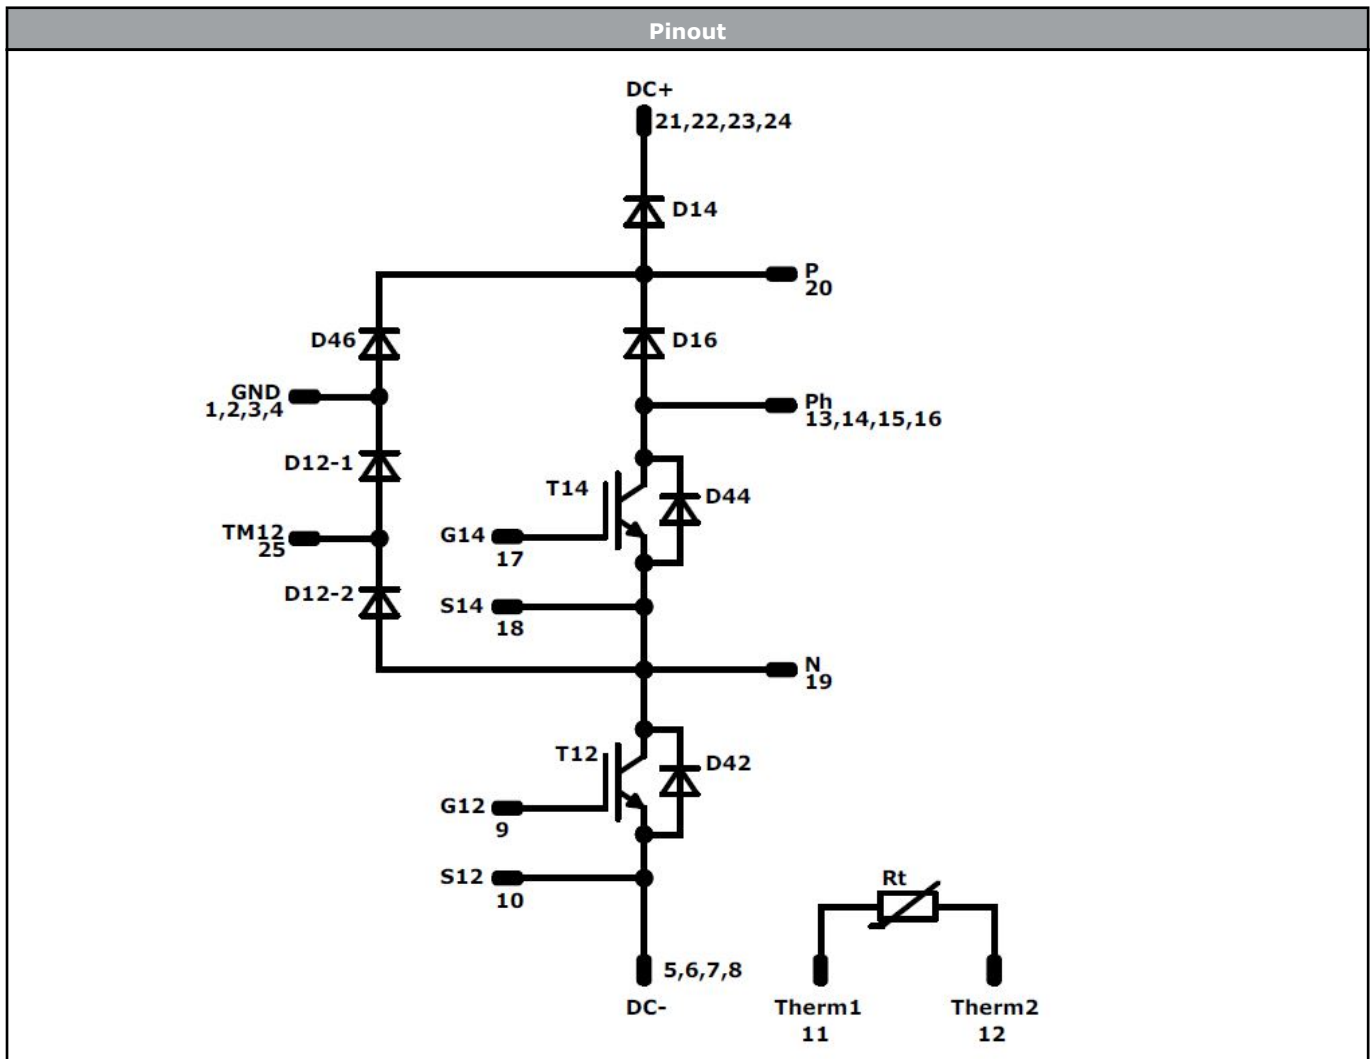 Pinout
DC+
21,22,23,24
D14
P
20
D46
D16
GND
1,2,3,4
Ph
13,14,15,16
D12-1
T14
D44
TM12
25
G14
17
D12-2
S14
18
N
19
T12
D42
G12
9
S12
10
Rt
5,6,7,8
DC-
Therm1
11
Therm2
12